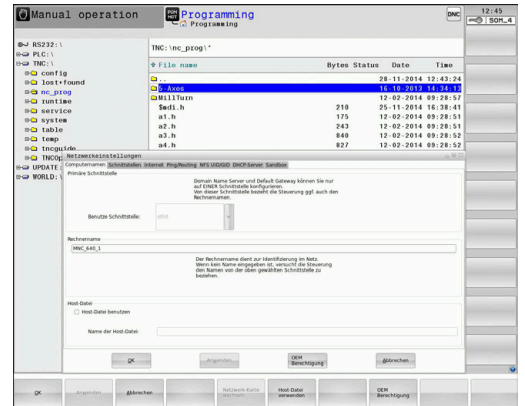 Manual operation
PGM MGT
Programming
Programming
DNC
12:45
SOM_4
RS232:\
PLC:\
TNC:\
config
lost+found
nc_prog
runtime
service
system
table
temp
tncguide
UPDATE:
WORLD:\
TNC:\nc_prog\*
File name Bytes Status Date Time
.. 28-11-2014 12:43:24
5-Axes 16-10-2013 14:34:13
MillTurn 12-02-2014 09:28:57
$mdi.h 210 25-11-2014 16:38:41
a1.h 175 12-02-2014 09:28:51
a2.h 243 12-02-2014 09:28:51
a3.h 840 12-02-2014 09:28:52
a4.h 827 12-02-2014 09:28:52
Netzwerkeinstellungen
Computernamen Schnittstellen Internet Ping/Routing NFS UID/GID DHCP-Server Sandbox
Primäre Schnittstelle
Domain Name Server und Default Gateway können Sie nur
auf EINER Schnittstelle konfigurieren.
Von dieser Schnittstelle bezieht die Steuerung ggf. auch den
Rechnernamen.
Benutze Schnittstelle:
Rechnername
MNC_640_1
Der Rechnername dient zur Identifizierung im Netz.
Wenn kein Name eingegeben ist, versucht die Steuerung
den Namen von der oben gewählten Schnittstelle zu
beziehen.
Host-Datei
Host-Datei benutzen
Name der Host-Datei:
OK
Anwenden
OEM Berechtigung
Abbrechen
OK
Anwenden
Abbrechen
Netzwerk-Karte
Host-Datei verwenden
OEM Berechtigung